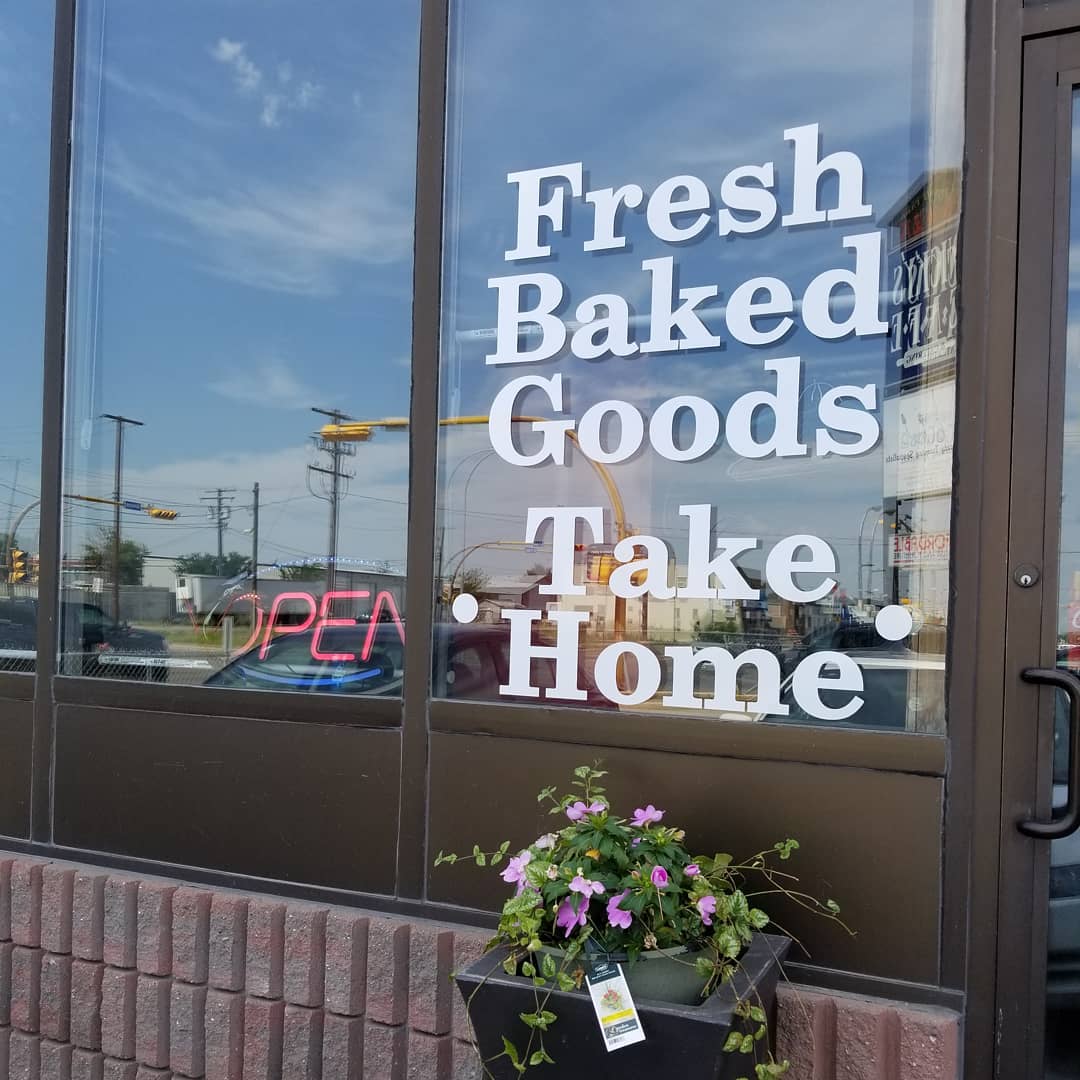 Fresh
Baked
Goods
Take
• Home •
OPEN